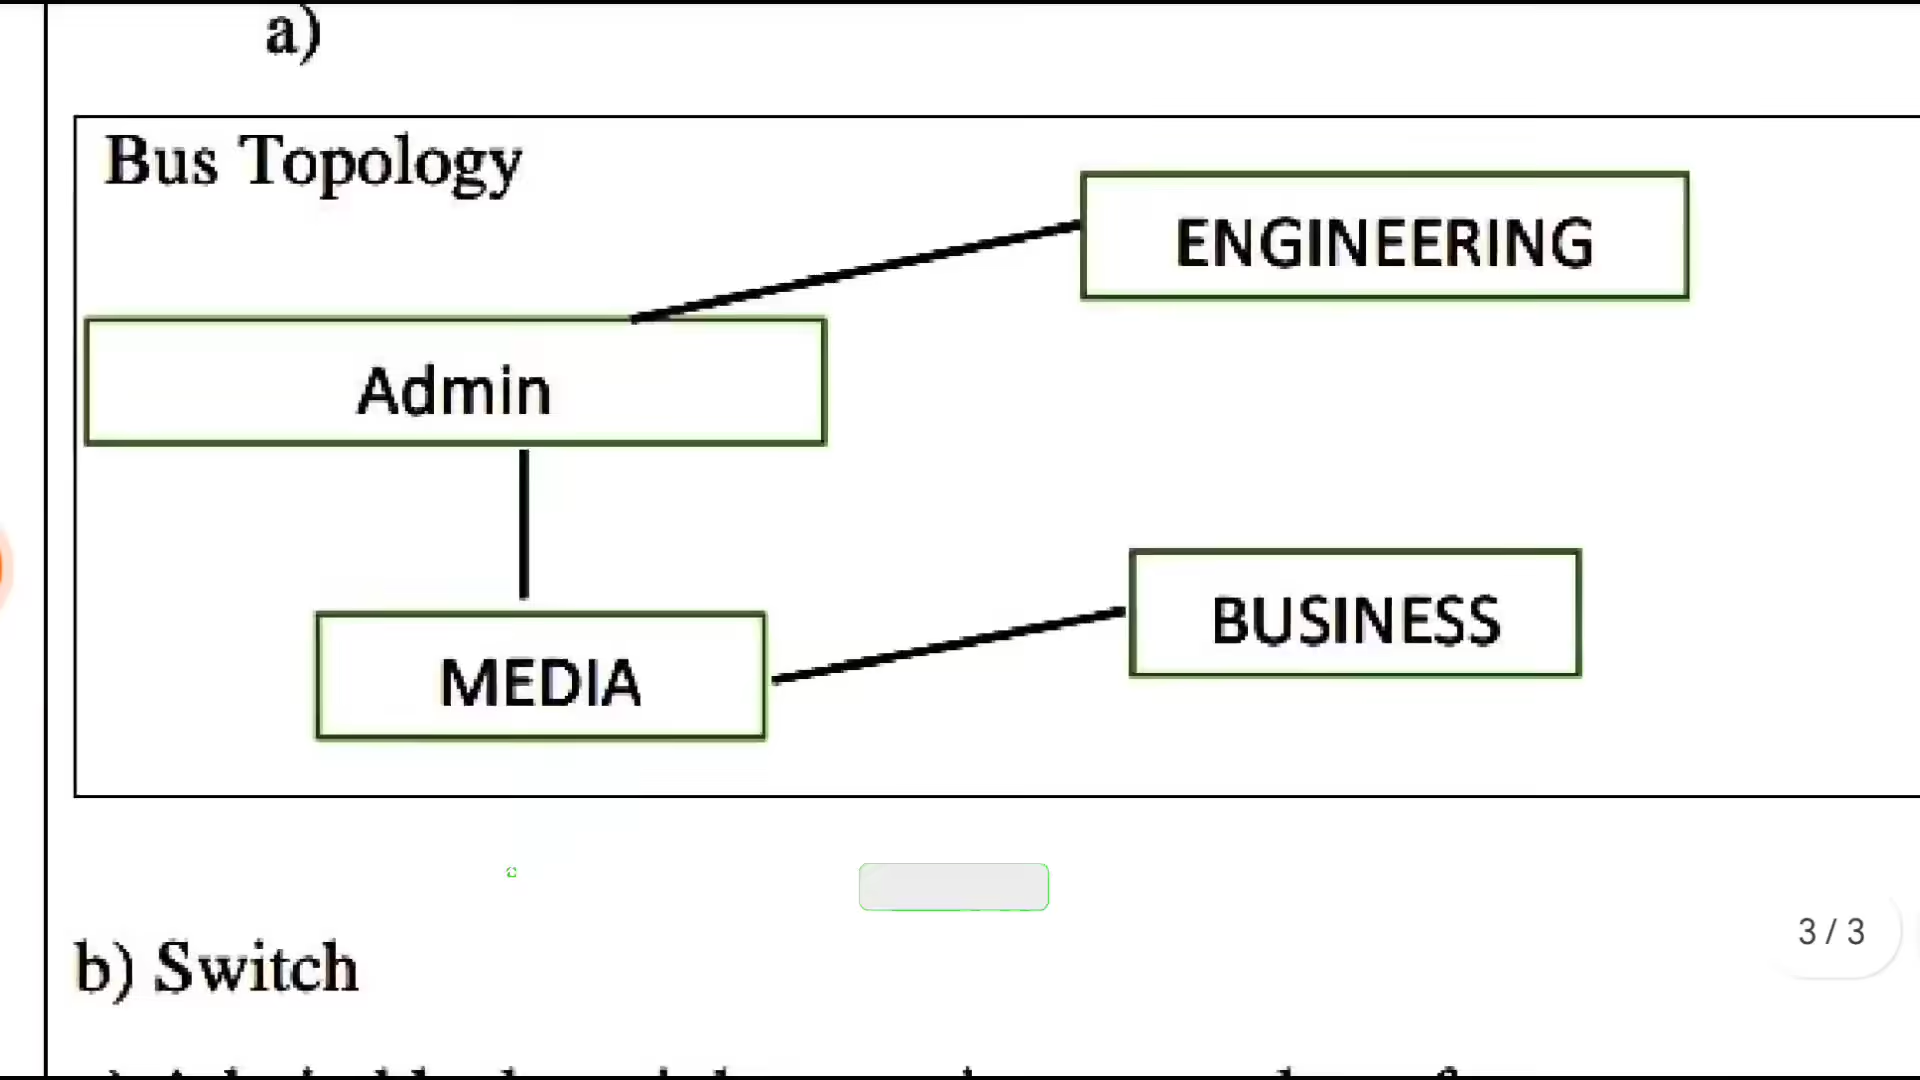 a)
Bus Topology
ENGINEERING
Admin
BUSINESS
MEDIA
3 / 3
b) Switch